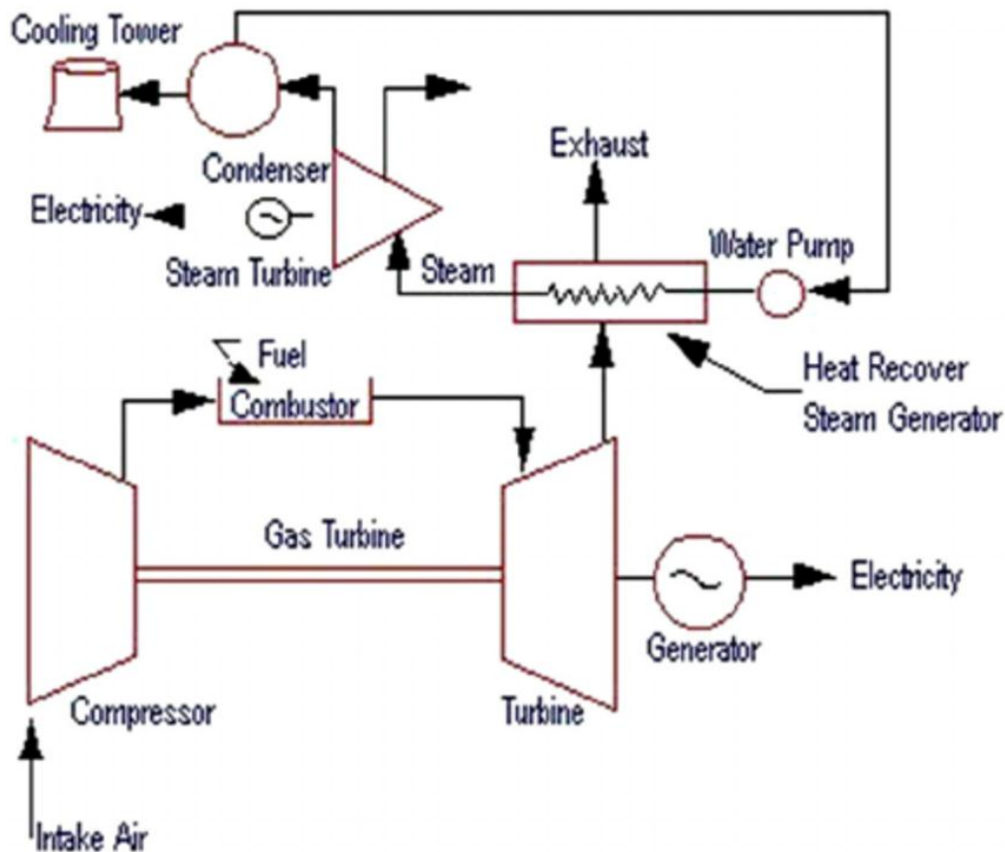 Cooling Tower
Condenser
Exhaust
Electricity
Steam Turbine
Steam
Water Pump
Heat Recover
Steam Generator
Fuel
Combustor
Gas Turbine
Electricity
Generator
Compressor
Turbine
Intake Air